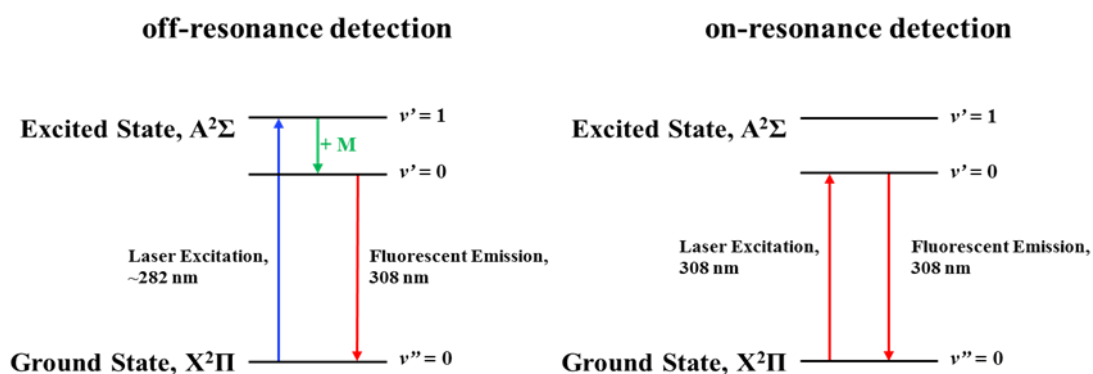 off-resonance detection
Excited State, A²Σ
v' = 1
+ M
v' = 0
Laser Excitation,
~282 nm
Fluorescent Emission,
308 nm
Ground State, X²Π
v" = 0
on-resonance detection
Excited State, A²Σ
v' = 1
v' = 0
Laser Excitation,
308 nm
Fluorescent Emission,
308 nm
Ground State, X²Π
v" = 0